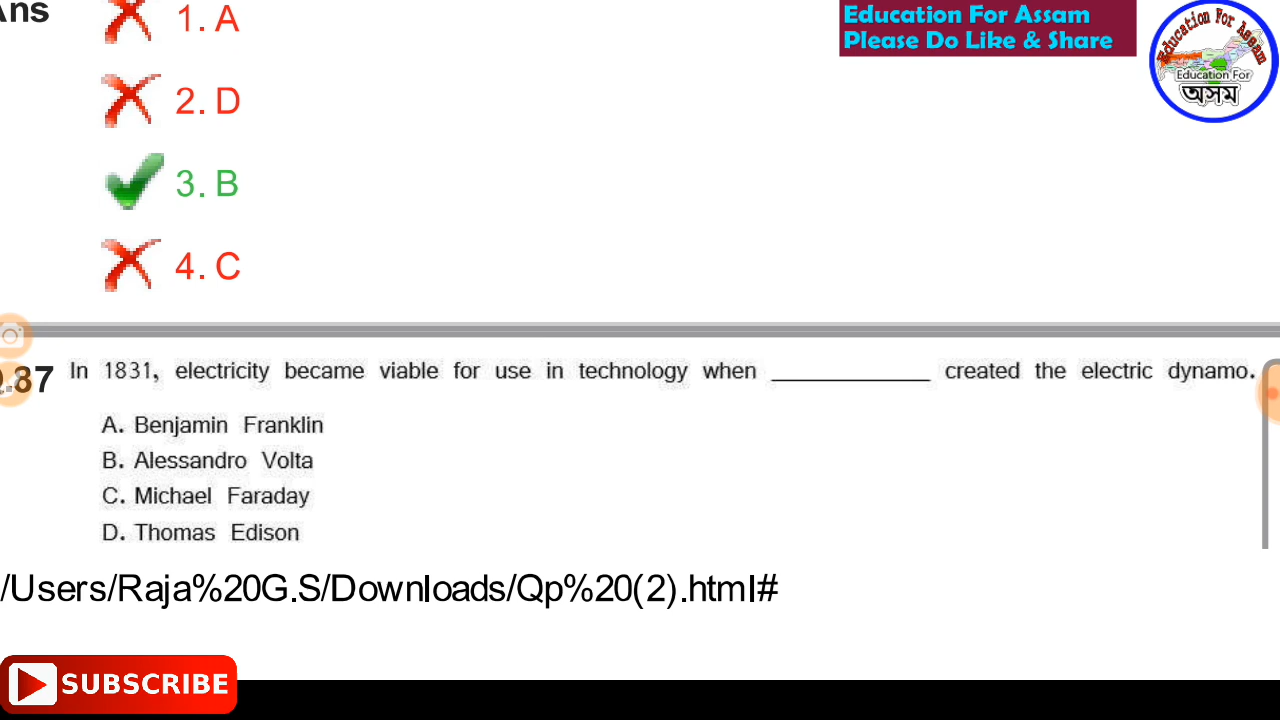 Ans
1. A
2. D
3. B
4. C
Education For Assam
Please Do Like & Share
Education For Assam
Education For
অসম
Q.87 In 1831, electricity became viable for use in technology when ____________ created the electric dynamo.
A. Benjamin Franklin
B. Alessandro Volta
C. Michael Faraday
D. Thomas Edison
/Users/Raja%20G.S/Downloads/Qp%20(2).html#
SUBSCRIBE